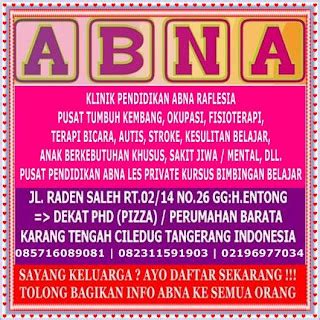 ABNA
KLINIK PENDIDIKAN ABNA RAFLESIA
PUSAT TUMBUH KEMBANG, OKUPASI, FISIOTERAPI,
TERAPI BICARA, AUTIS, STROKE, KESULITAN BELAJAR,
ANAK BERKEBUTUHAN KHUSUS, SAKIT JIWA / MENTAL, DLL.
PUSAT PENDIDIKAN ABNA LES PRIVATE KURSUS BIMBINGAN BELAJAR
JL. RADEN SALEH RT.02/14 NO.26 GG:H.ENTONG
=> DEKAT PHD (PIZZA) / PERUMAHAN BARATA
KARANG TENGAH CILEDUG TANGERANG INDONESIA
085716089081 | 082311591903 | 02196977034
SAYANG KELUARGA ? AYO DAFTAR SEKARANG !!!
TOLONG BAGIKAN INFO ABNA KE SEMUA ORANG